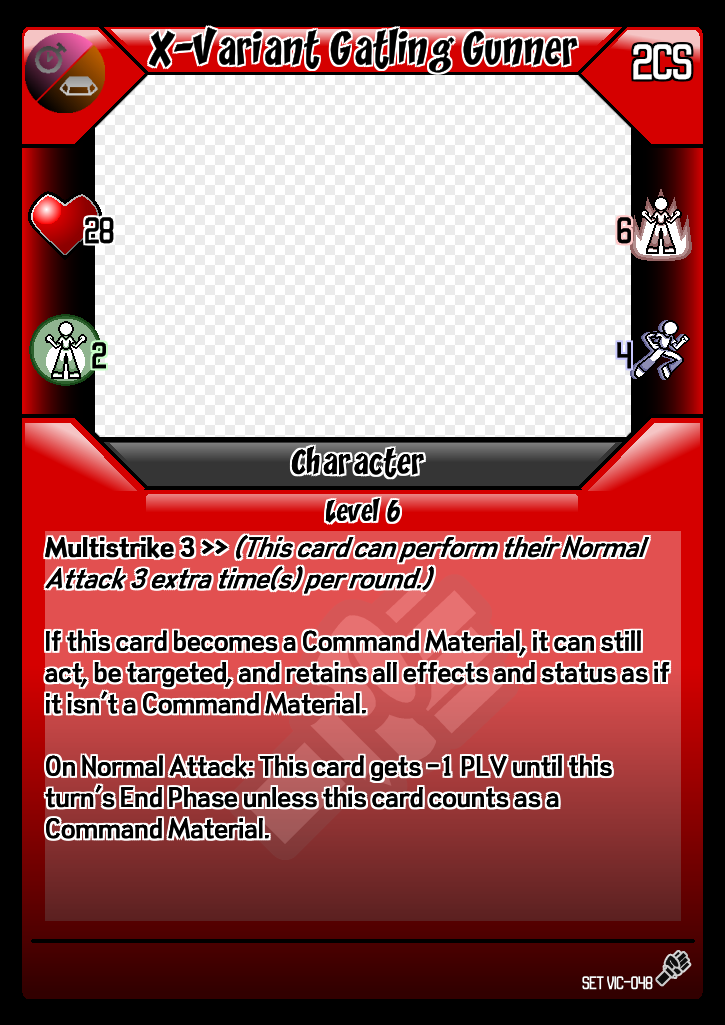 X-Variant Gatling Gunner
2CS
28
6
2
4
Character
Level 6
Multistrike 3 >> (This card can perform their Normal
Attack 3 extra time(s) per round.)
If this card becomes a Command Material, it can still
act, be targeted, and retains all effects and status as if
it isn't a Command Material.
On Normal Attack: This card gets -1 PLV until this
turn's End Phase unless this card counts as a
Command Material.
SET VIC-048